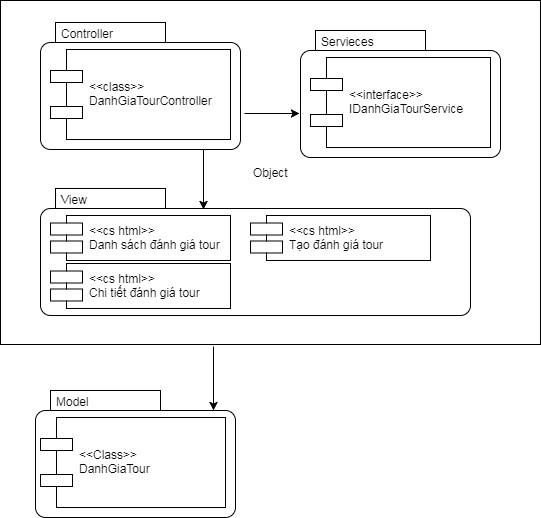 Controller
<<class>>
DanhGiaTourController
Servieces
<<interface>>
IDanhGiaTourService
Object
View
<<cs html>>
Danh sách đánh giá tour
<<cs html>>
Tạo đánh giá tour
<<cs html>>
Chi tiết đánh giá tour
Model
<<Class>>
DanhGiaTour